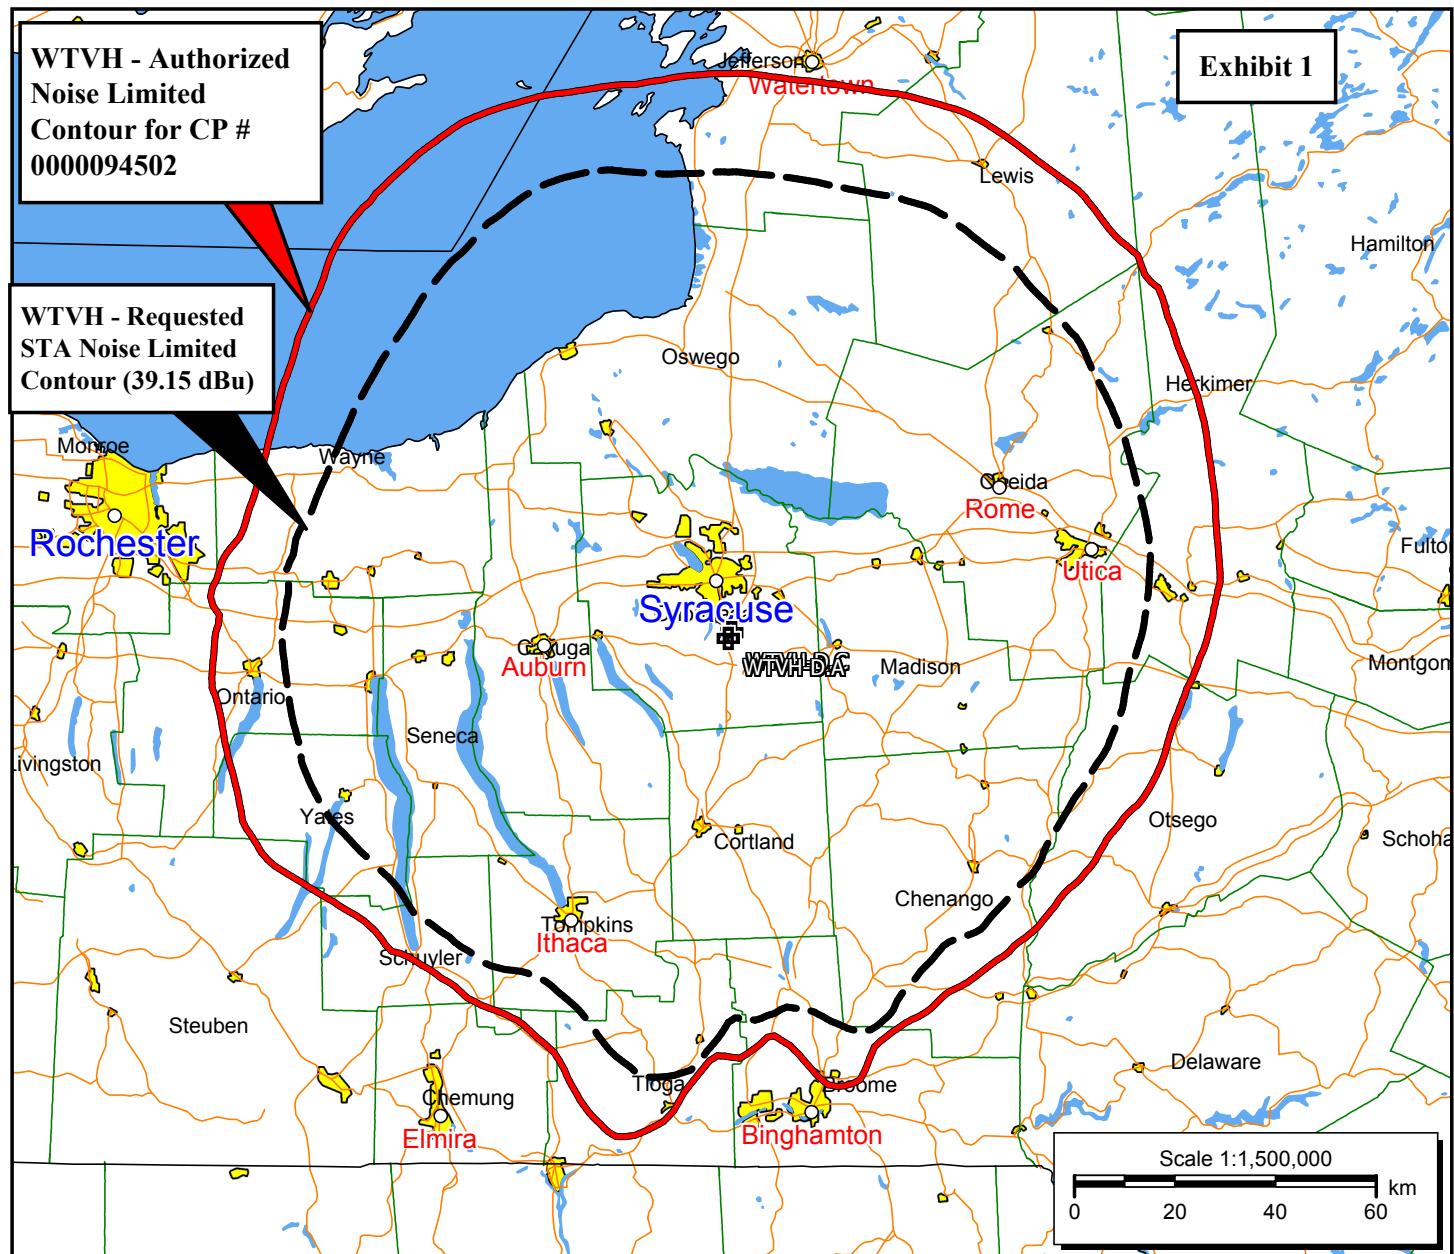 WTVH - Authorized
Noise Limited
Contour for CP #
0000094502
Exhibit 1
Jefferson
Watertown
Lewis
Hamilton
WTVH - Requested
STA Noise Limited
Contour (39.15 dBu)
Oswego
Herkimer
Monroe
Wayne
Oneida
Rome
Rochester
Fulto
Utica
Syracuse
Cayuga
Auburn
WTVH-D.A
Madison
Montgon
Ontario
Seneca
Livingston
Yates
Cortland
Otsego
Schoha
Chenango
Tompkins
Ithaca
Schuyler
Steuben
Delaware
Tioga
Broome
Chemung
Elmira
Binghamton
Scale 1:1,500,000
km
0 20 40 60